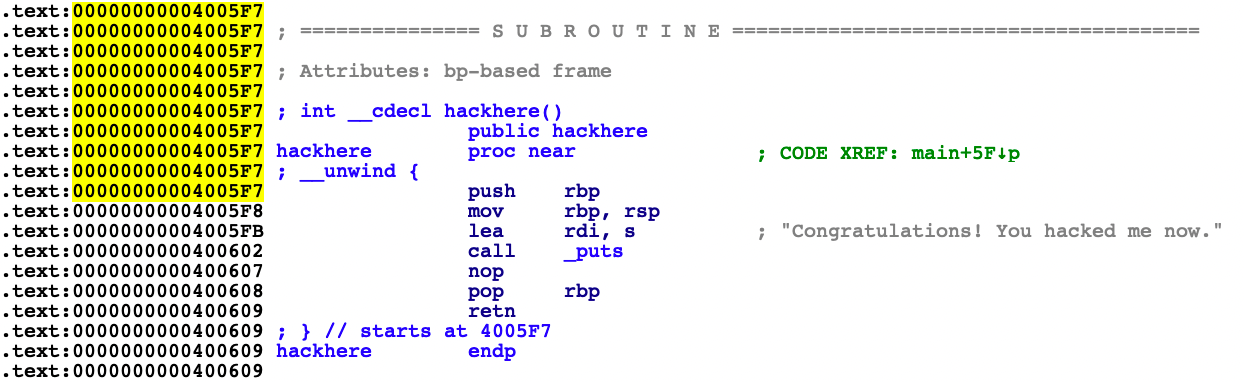 .text:00000000004005F7
.text:00000000004005F7 ; =============== S U B R O U T I N E =======================================
.text:00000000004005F7
.text:00000000004005F7 ; Attributes: bp-based frame
.text:00000000004005F7
.text:00000000004005F7 ; int __cdecl hackhere()
.text:00000000004005F7 public hackhere
.text:00000000004005F7 hackhere proc near ; CODE XREF: main+5F↓p
.text:00000000004005F7 ; __unwind {
.text:00000000004005F7 push rbp
.text:00000000004005F8 mov rbp, rsp
.text:00000000004005FB lea rdi, s ; "Congratulations! You hacked me now."
.text:0000000000400602 call _puts
.text:0000000000400607 nop
.text:0000000000400608 pop rbp
.text:0000000000400609 retn
.text:0000000000400609 ; } // starts at 4005F7
.text:0000000000400609 hackhere endp
.text:0000000000400609